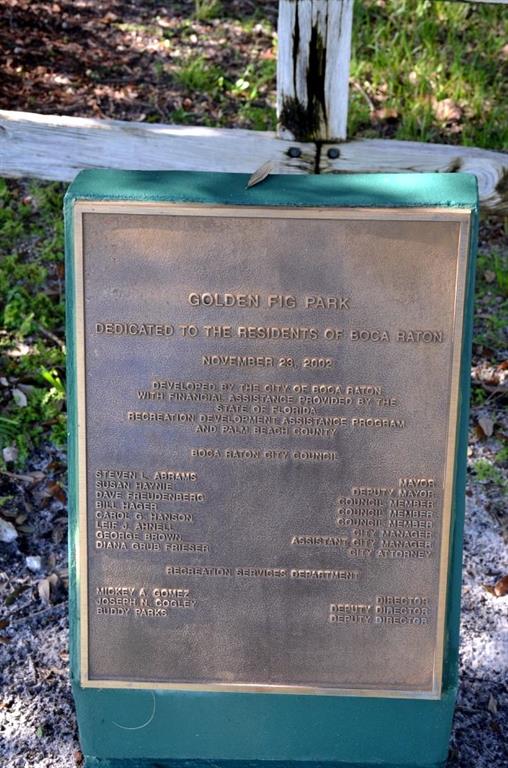 GOLDEN FIG PARK
DEDICATED TO THE RESIDENTS OF BOCA RATON
NOVEMBER 23, 2002
DEVELOPED BY THE CITY OF BOCA RATON
WITH FINANCIAL ASSISTANCE PROVIDED BY THE
STATE OF FLORIDA
RECREATION DEVELOPMENT ASSISTANCE PROGRAM
AND PALM BEACH COUNTY
BOCA RATON CITY COUNCIL
STEVEN L. ABRAMS MAYOR
SUSAN HAYNIE DEPUTY MAYOR
DAVE FREUDENBERG COUNCIL MEMBER
BILL HAGER COUNCIL MEMBER
CAROL G. HANSON COUNCIL MEMBER
LEIF J. AHNELL CITY MANAGER
GEORGE BROWN ASSISTANT CITY MANAGER
DIANA GRUB FRIESER CITY ATTORNEY
RECREATION SERVICES DEPARTMENT
MICKEY A. GOMEZ DIRECTOR
JOSEPH N. COOLEY DEPUTY DIRECTOR
BUDDY PARKS DEPUTY DIRECTOR